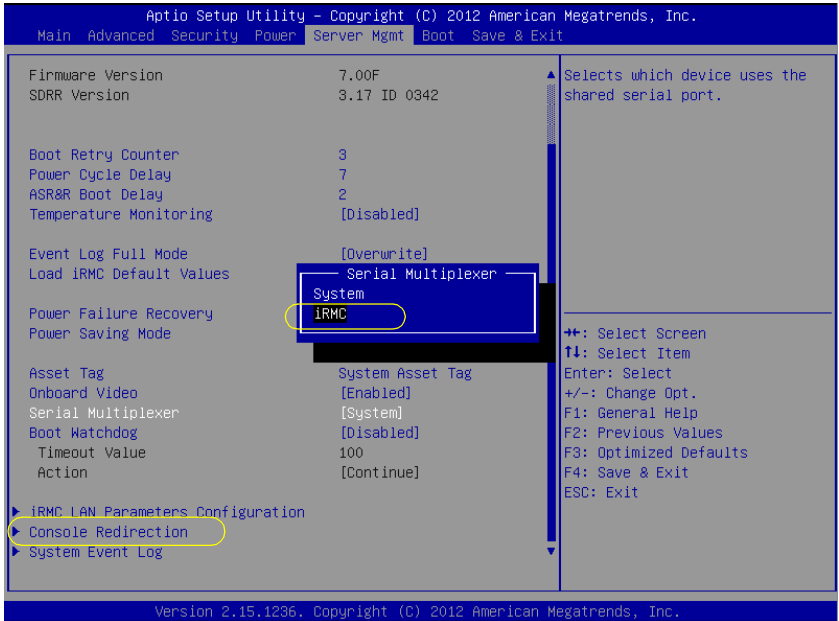 Aptio Setup Utility – Copyright (C) 2012 American Megatrends, Inc.
Main Advanced Security Power Server Mgmt Boot Save & Exit
Firmware Version 7.00F
SDRR Version 3.17 ID 0342
Boot Retry Counter 3
Power Cycle Delay 7
ASR&R Boot Delay 2
Temperature Monitoring [Disabled]
Event Log Full Mode [Overwrite]
Load iRMC Default Values
Power Failure Recovery
Power Saving Mode
Asset Tag System Asset Tag
Onboard Video [Enabled]
Serial Multiplexer [System]
Boot Watchdog [Disabled]
Timeout Value 100
Action [Continue]
iRMC LAN Parameters Configuration
Console Redirection
System Event Log
Serial Multiplexer
System
iRMC
Selects which device uses the
shared serial port.
→←: Select Screen
↑↓: Select Item
Enter: Select
+/-: Change Opt.
F1: General Help
F2: Previous Values
F3: Optimized Defaults
F4: Save & Exit
ESC: Exit
Version 2.15.1236. Copyright (C) 2012 American Megatrends, Inc.